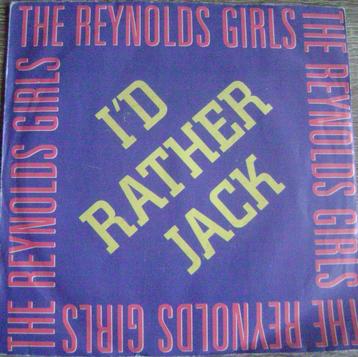 THE REYNOLDS GIRLS
THE REYNOLDS GIRLS
I'D
RATHER
JACK
THE REYNOLDS GIRLS
THE REYNOLDS GIRLS